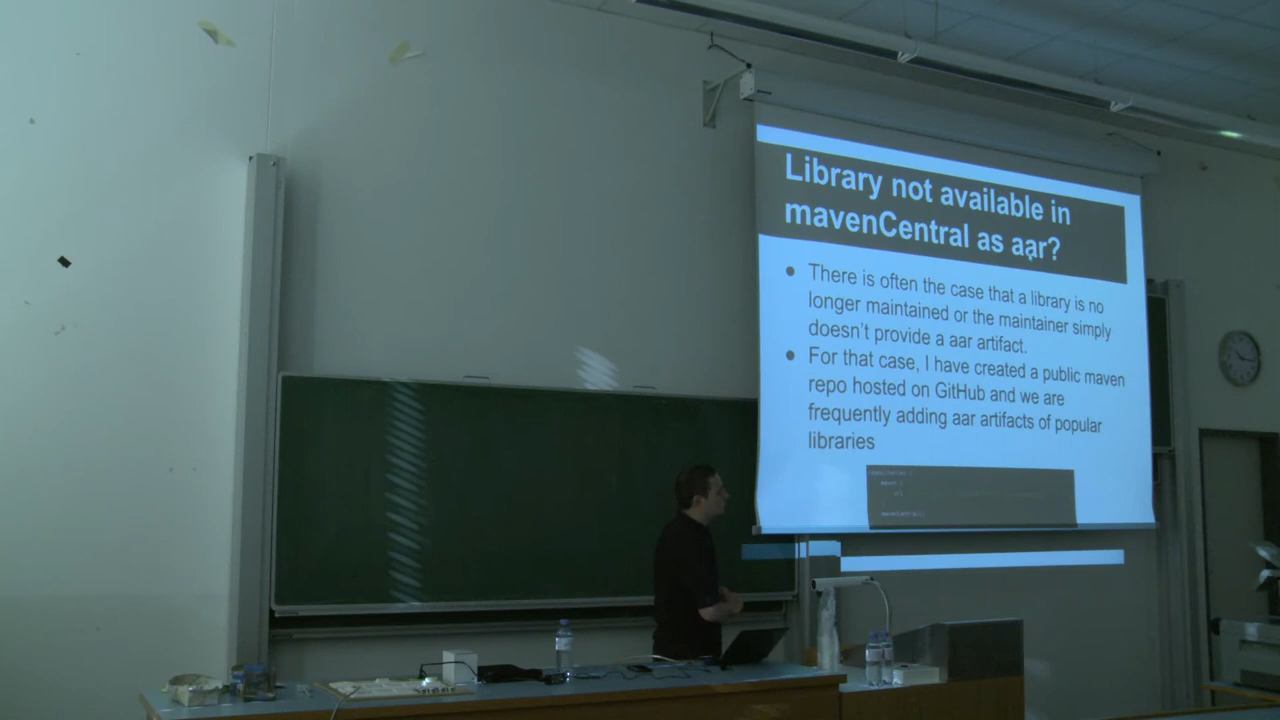 Library not available in
mavenCentral as aar?
● There is often the case that a library is no
longer maintained or the maintainer simply
doesn't provide a aar artifact.
● For that case, I have created a public maven
repo hosted on GitHub and we are
frequently adding aar artifacts of popular
libraries